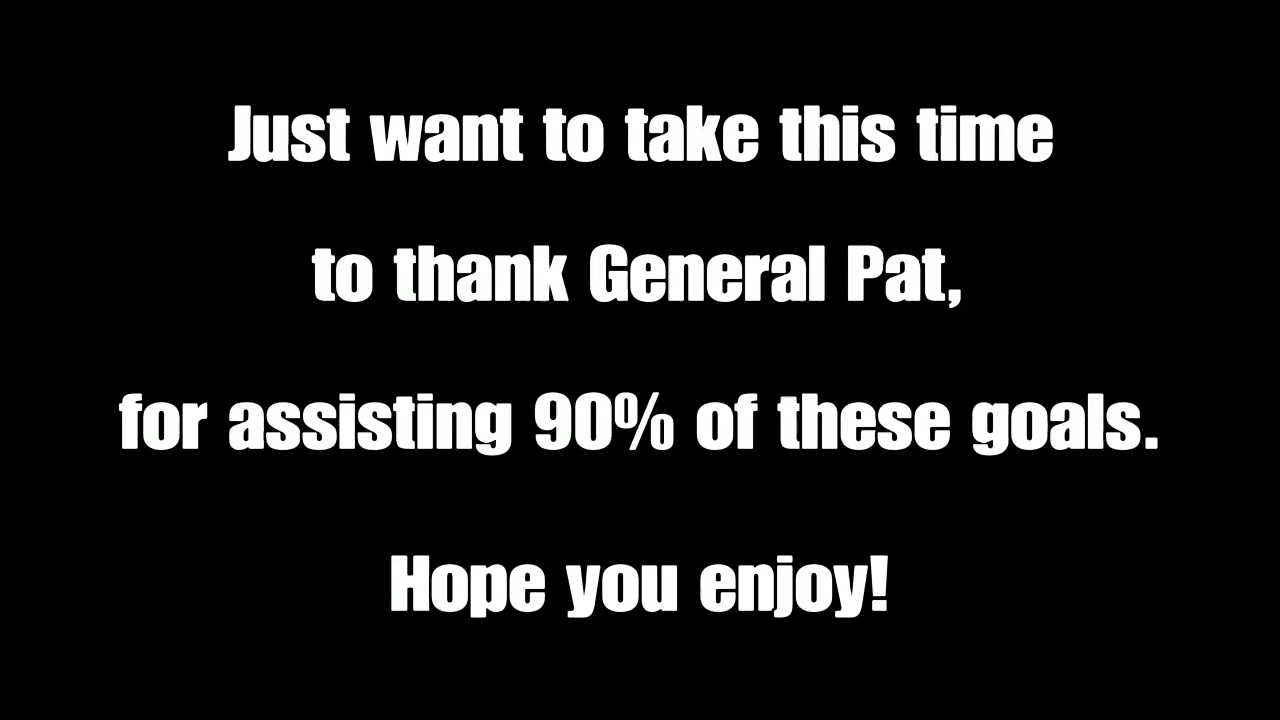 Just want to take this time
to thank General Pat,
for assisting 90% of these goals.
Hope you enjoy!